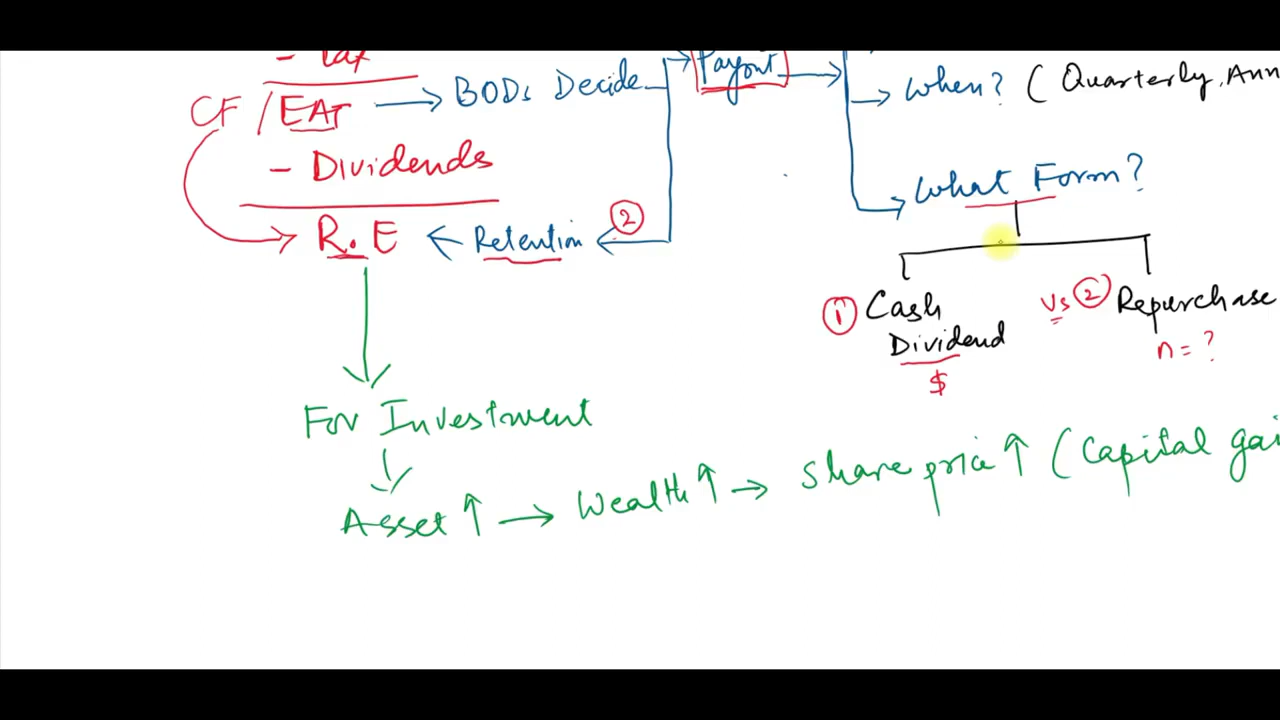 - Tax
CF / EAT → BODs Decide → Payout → When? ( Quarterly, Ann
- Dividends
What Form?
R.E ← Retention ← 2
1 Cash Dividend $
Vs 2 Repurchase
n = ?
For Investment
Asset ↑ → Wealth ↑ → Share price ↑ ( Capital gai